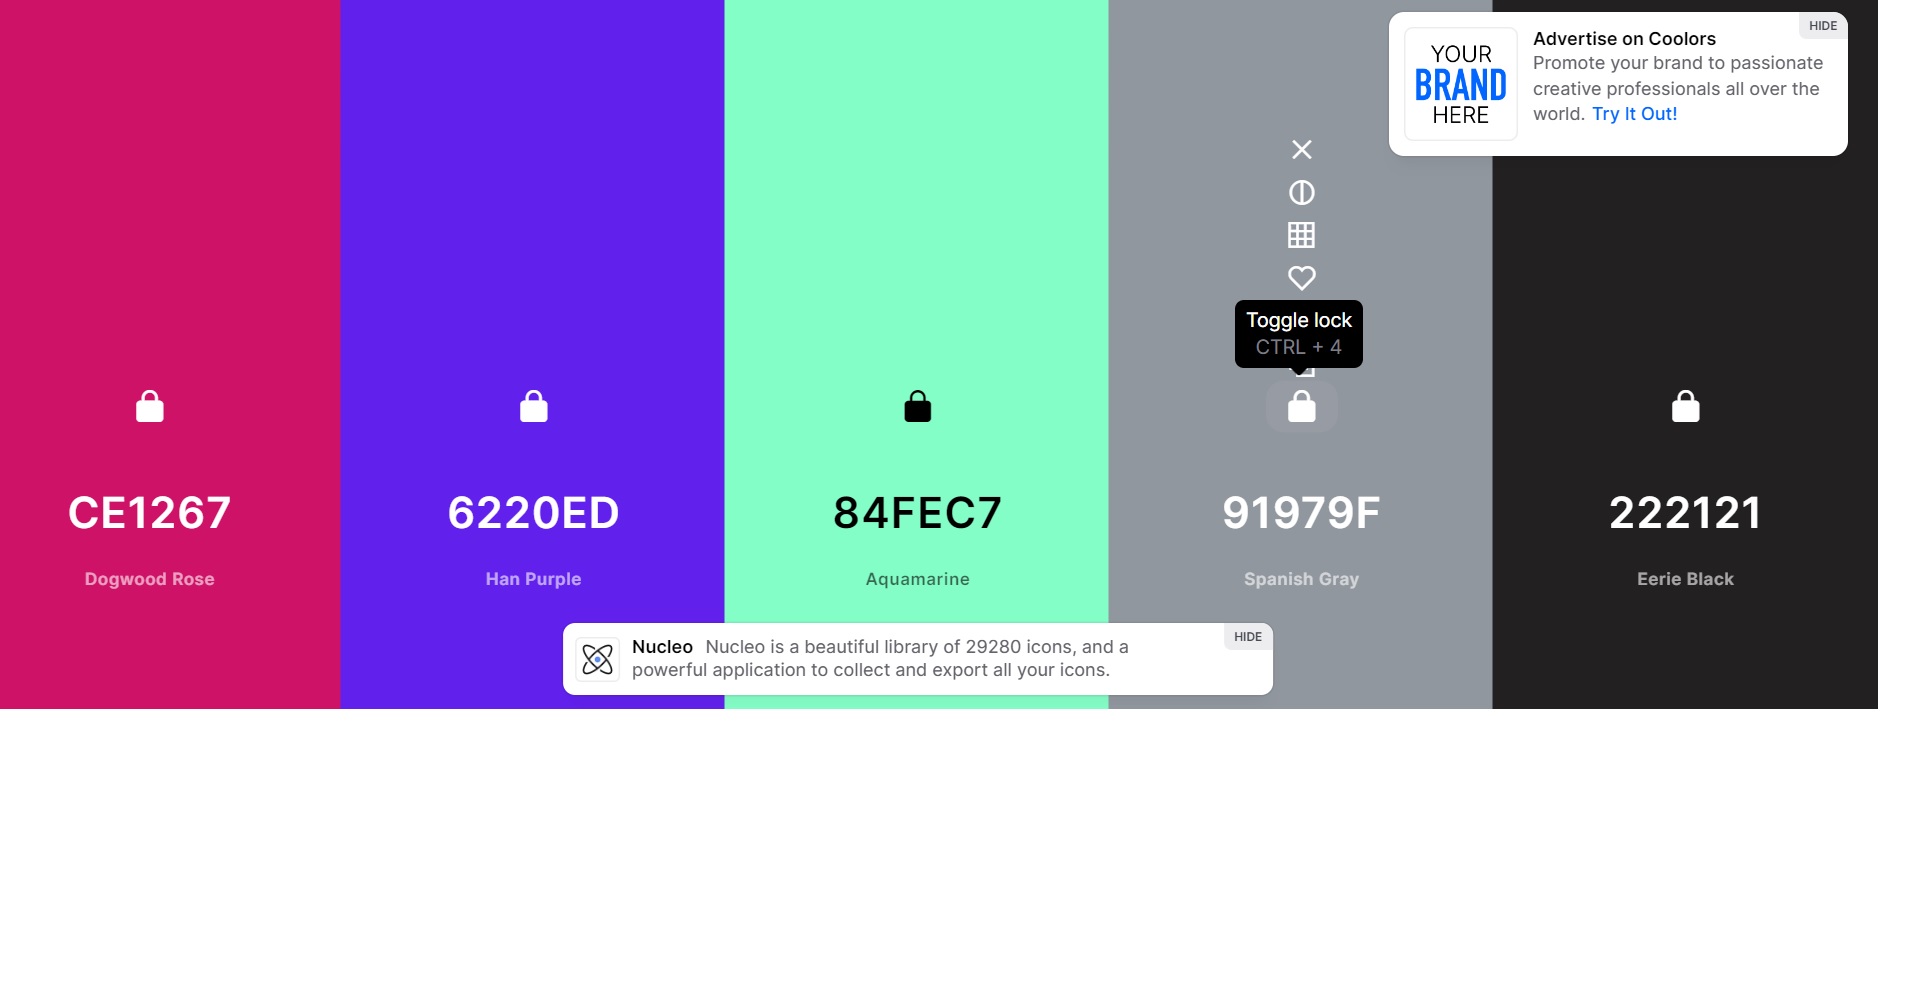 HIDE
YOUR
BRAND
HERE
Advertise on Coolors
Promote your brand to passionate
creative professionals all over the
world. Try It Out!
Toggle lock
CTRL + 4
CE1267
Dogwood Rose
6220ED
Han Purple
84FEC7
Aquamarine
91979F
Spanish Gray
222121
Eerie Black
HIDE
Nucleo Nucleo is a beautiful library of 29280 icons, and a
powerful application to collect and export all your icons.